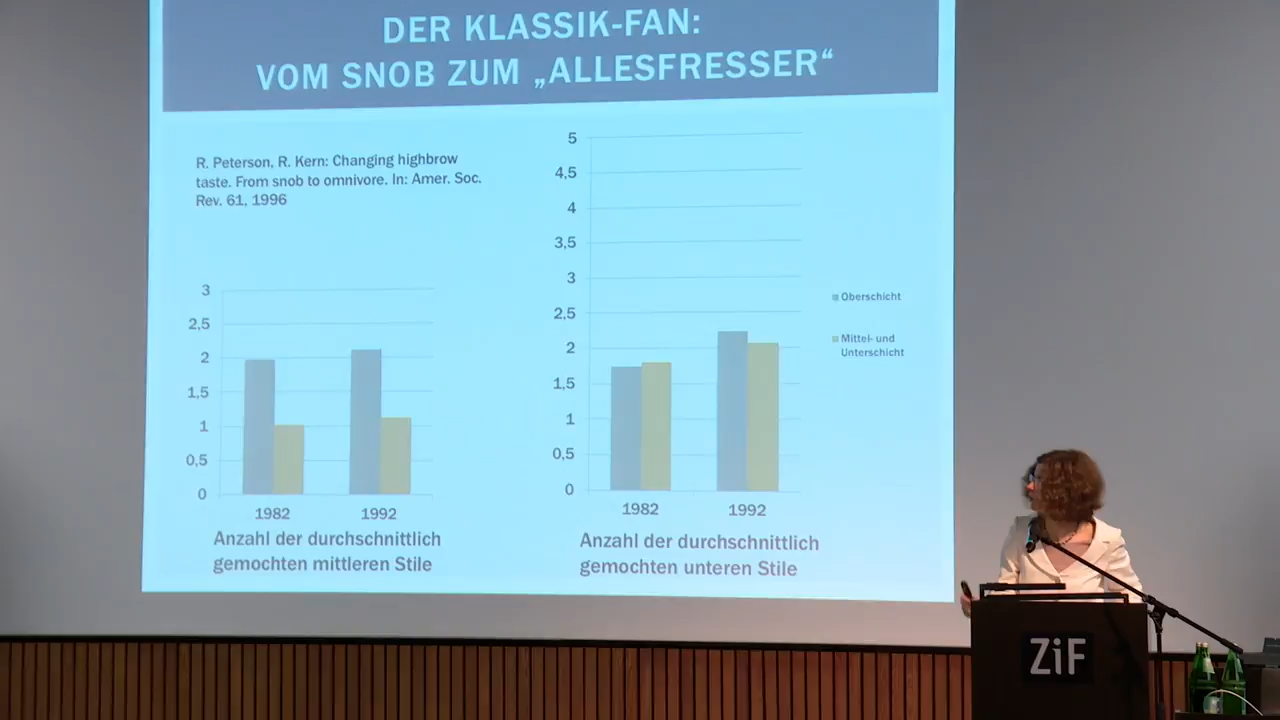 DER KLASSIK-FAN:
VOM SNOB ZUM „ALLESFRESSER“
R. Peterson, R. Kern: Changing highbrow
taste. From snob to omnivore. In: Amer. Soc.
Rev. 61, 1996
3
2,5
2
1,5
1
0,5
0
1982 1992
Anzahl der durchschnittlich
gemochten mittleren Stile
5
4,5
4
3,5
3
2,5
2
1,5
1
0,5
0
1982 1992
Anzahl der durchschnittlich
gemochten unteren Stile
Oberschicht
Mittel- und
Unterschicht
ZiF